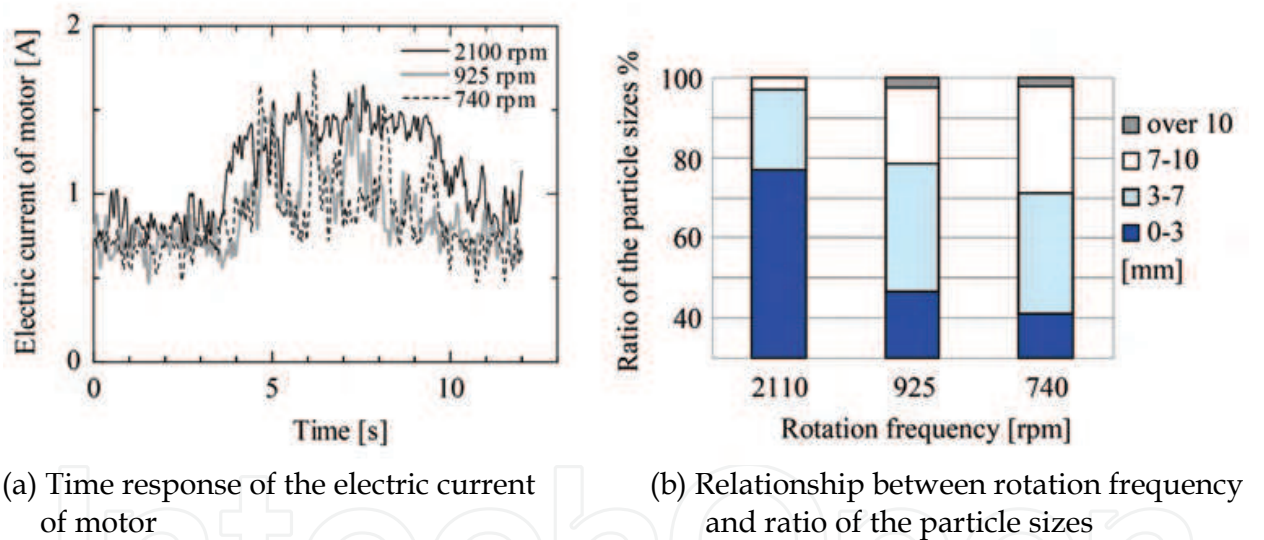 Electric current of motor [A]
2
1
0
2100 rpm
925 rpm
740 rpm
0
5
10
Time [s]
(a) Time response of the electric current
of motor
Ratio of the particle sizes %
100
80
60
40
over 10
7-10
3-7
0-3
[mm]
2110
925
740
Rotation frequency [rpm]
(b) Relationship between rotation frequency
and ratio of the particle sizes